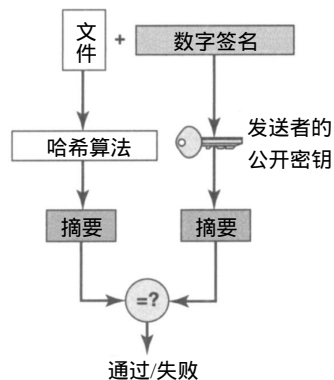 文
件
+
数字签名
发送者的
公开密钥
哈希算法
摘要
摘要
=?
通过/失败